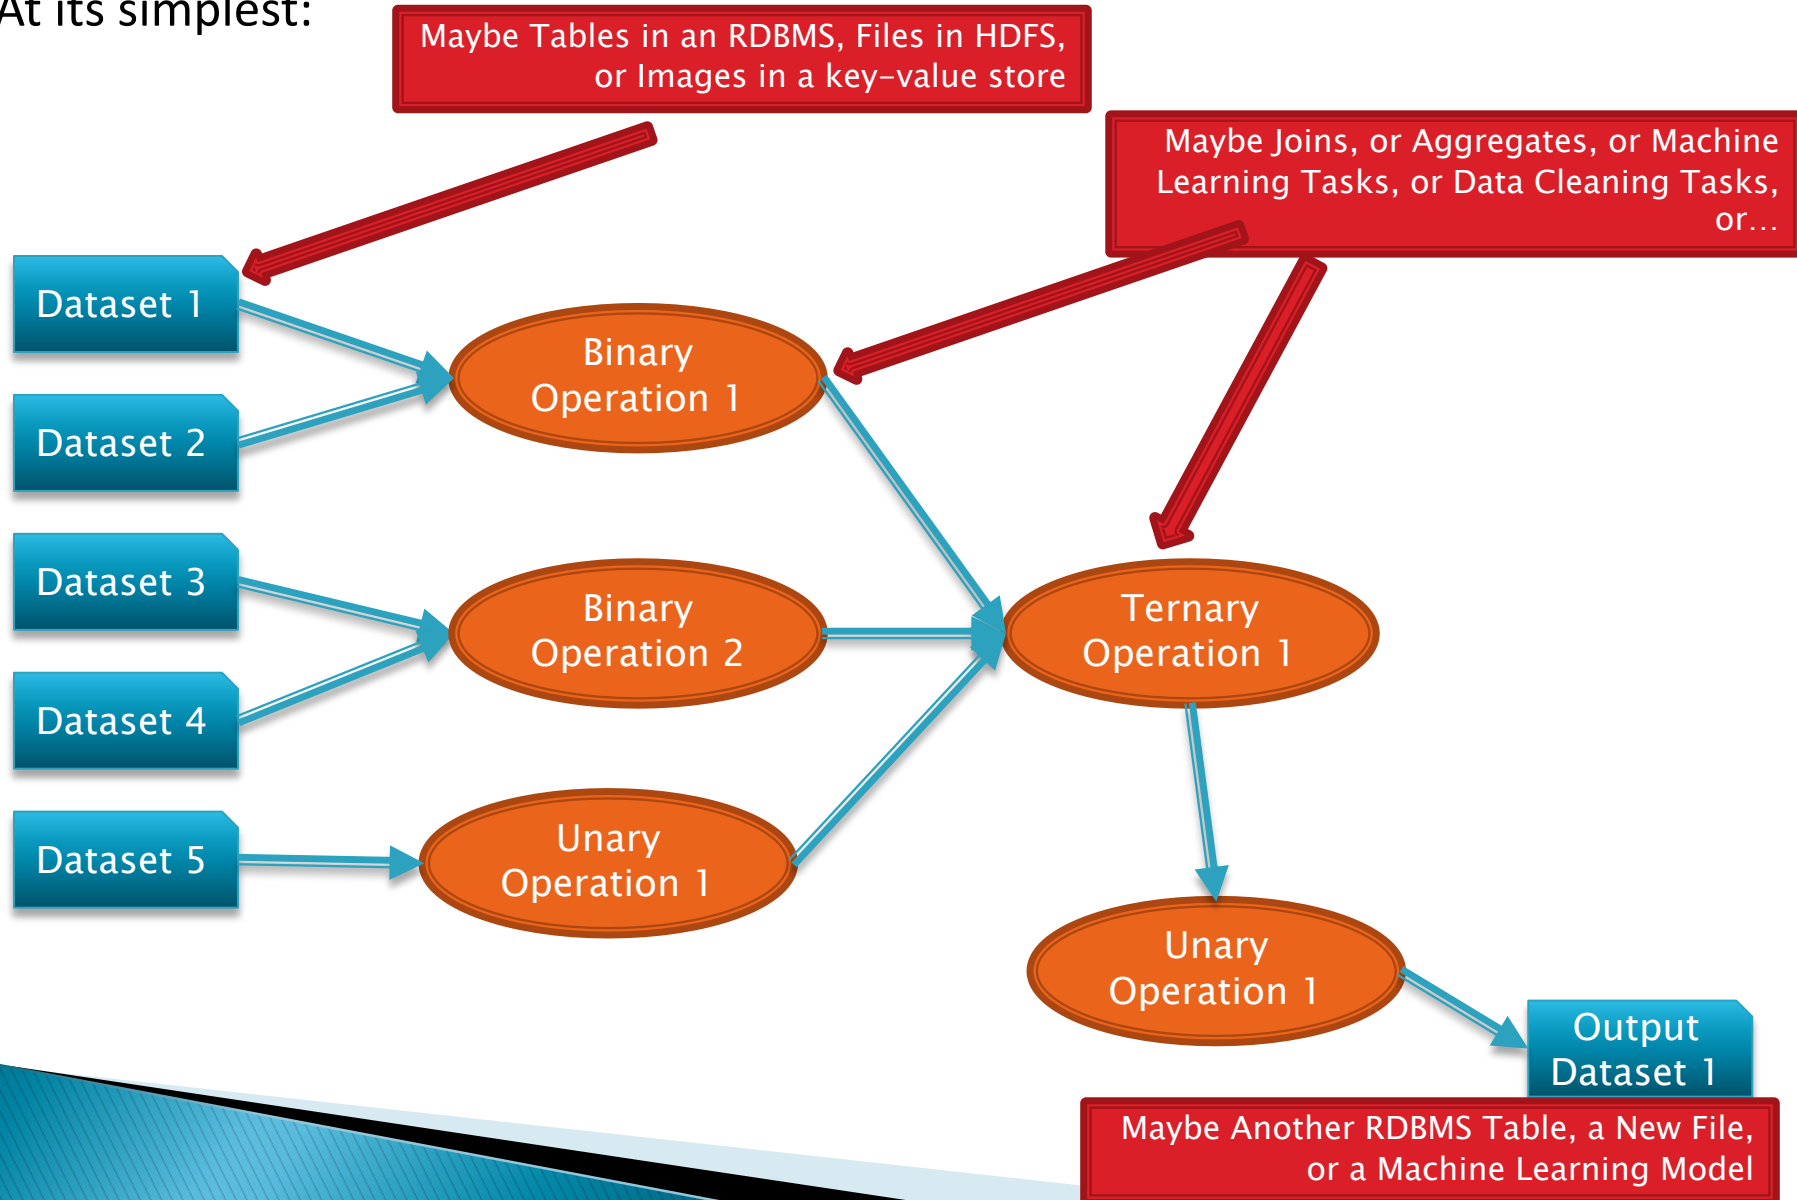 At its simplest:
Maybe Tables in an RDBMS, Files in HDFS,
or Images in a key-value store
Maybe Joins, or Aggregates, or Machine
Learning Tasks, or Data Cleaning Tasks,
or...
Dataset 1
Dataset 2
Dataset 3
Dataset 4
Dataset 5
Binary
Operation 1
Binary
Operation 2
Unary
Operation 1
Ternary
Operation 1
Unary
Operation 1
Output
Dataset 1
Maybe Another RDBMS Table, a New File,
or a Machine Learning Model